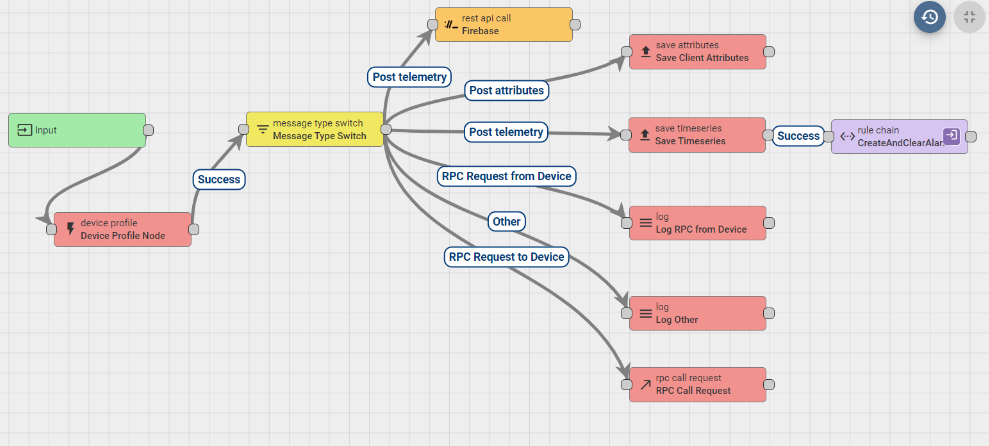 rest api call
Firebase
save attributes
Save Client Attributes
Post telemetry
Post attributes
Input
message type switch
Message Type Switch
Post telemetry
save timeseries
Save Timeseries
Success
rule chain
CreateAndClearAlar
RPC Request from Device
Success
device profile
Device Profile Node
Other
log
Log RPC from Device
RPC Request to Device
log
Log Other
rpc call request
RPC Call Request